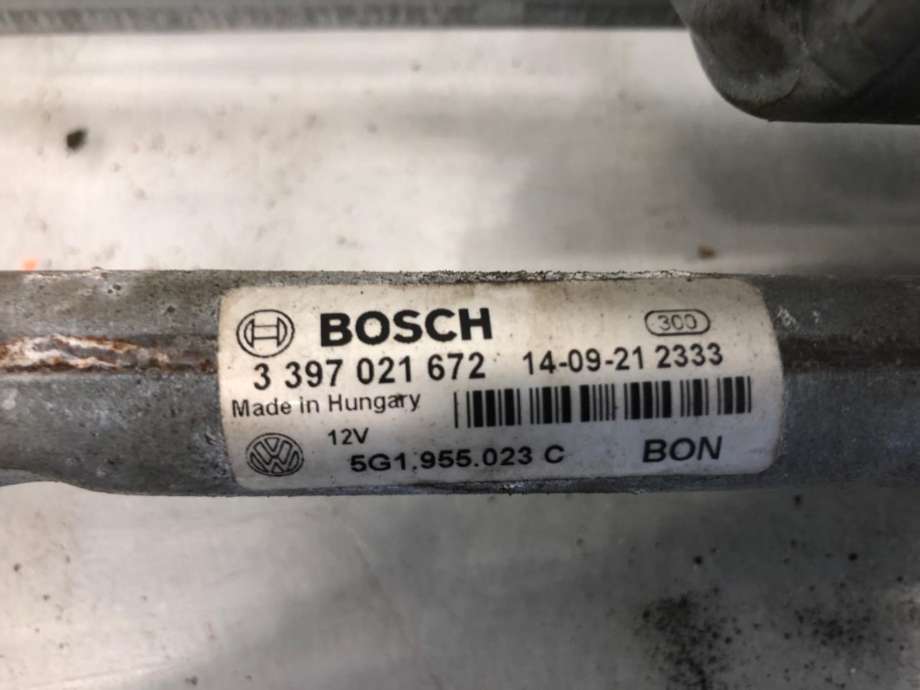 BOSCH 300
3 397 021 672 14-09-21 2333
Made in Hungary
12V
5G1.955.023 C BON